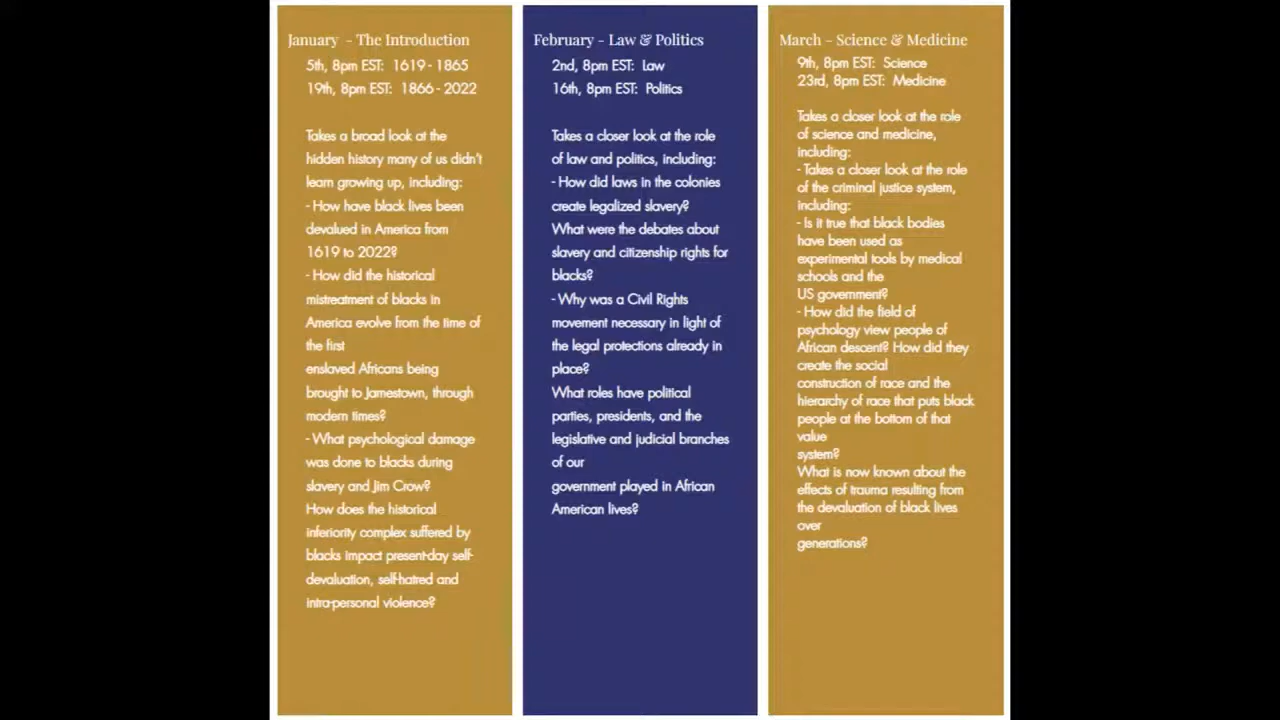 January - The Introduction
5th, 8pm EST: 1619 - 1865
19th, 8pm EST: 1866 - 2022
Takes a broad look at the
hidden history many of us didn't
learn growing up, including:
- How have black lives been
devalued in America from
1619 to 2022?
- How did the historical
mistreatment of blacks in
America evolve from the time of
the first
enslaved Africans being
brought to Jamestown, through
modern times?
- What psychological damage
was done to blacks during
slavery and Jim Crow?
How does the historical
inferiority complex suffered by
blacks impact present-day self-
devaluation, self-hatred and
intra-personal violence?
February - Law & Politics
2nd, 8pm EST: Law
16th, 8pm EST: Politics
Takes a closer look at the role
of law and politics, including:
- How did laws in the colonies
create legalized slavery?
What were the debates about
slavery and citizenship rights for
blacks?
- Why was a Civil Rights
movement necessary in light of
the legal protections already in
place?
What roles have political
parties, presidents, and the
legislative and judicial branches
of our
government played in African
American lives?
March - Science & Medicine
9th, 8pm EST: Science
23rd, 8pm EST: Medicine
Takes a closer look at the role
of science and medicine,
including:
- Takes a closer look at the role
of the criminal justice system,
including:
- Is it true that black bodies
have been used as
experimental tools by medical
schools and the
US government?
- How did the field of
psychology view people of
African descent? How did they
create the social
construction of race and the
hierarchy of race that puts black
people at the bottom of that
value
system?
What is now known about the
effects of trauma resulting from
the devaluation of black lives
over
generations?